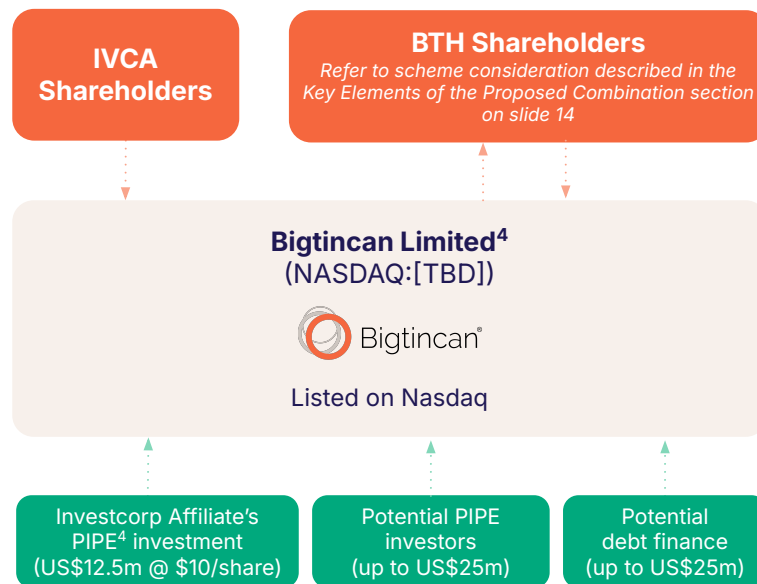 IVCA
Shareholders
BTH Shareholders
Refer to scheme consideration described in the
Key Elements of the Proposed Combination section
on slide 14
Bigtincan Limited⁴
(NASDAQ:[TBD])
Bigtincan®
Listed on Nasdaq
Investcorp Affiliate's
PIPE⁴ investment
(US$12.5m @ $10/share)
Potential PIPE
investors
(up to US$25m)
Potential
debt finance
(up to US$25m)